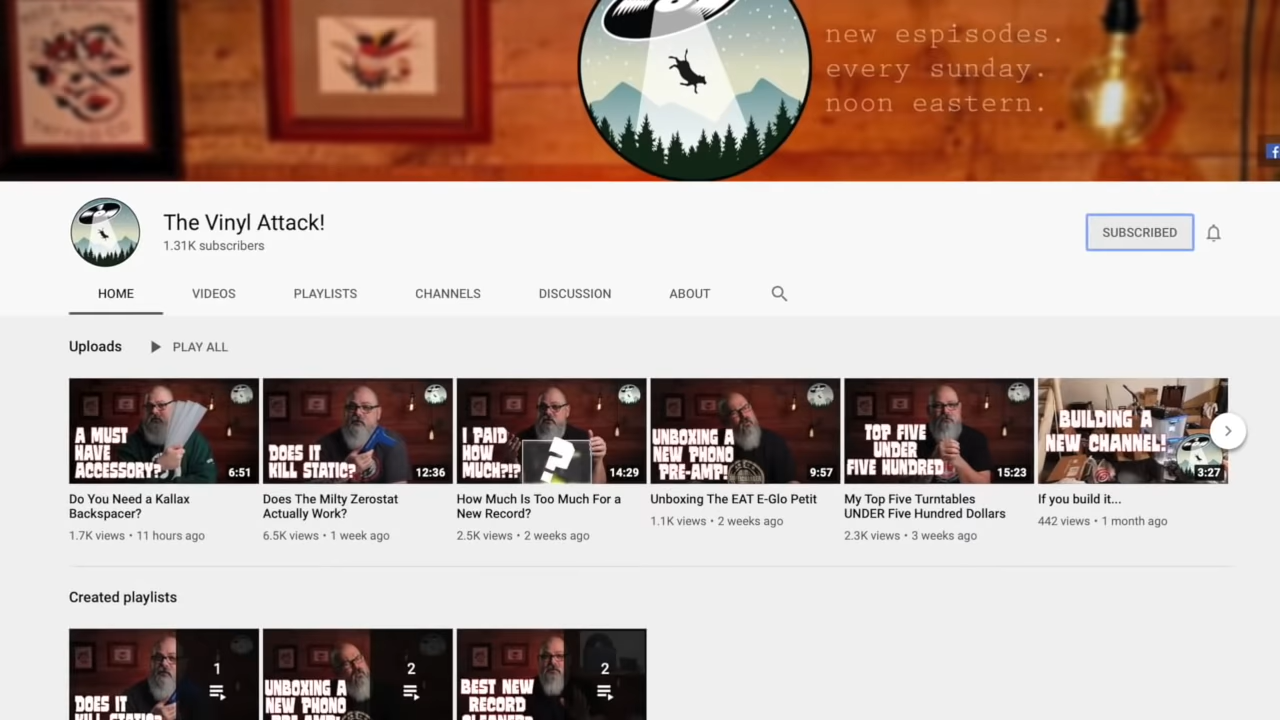 new espisodes.
every sunday.
noon eastern.
The Vinyl Attack!
1.31K subscribers
SUBSCRIBED
HOME
VIDEOS
PLAYLISTS
CHANNELS
DISCUSSION
ABOUT
Uploads
PLAY ALL
A MUST
HAVE
ACCESSORY?
6:51
DOES IT
KILL STATIC?
12:36
I PAID
HOW
MUCH?!?
?
14:29
UNBOXING A
NEW PHONO
PRE-AMP!
9:57
TOP FIVE
UNDER
FIVE HUNDRED
15:23
BUILDING A
NEW CHANNEL!
3:27
Do You Need a Kallax
Backspacer?
1.7K views • 11 hours ago
Does The Milty Zerostat
Actually Work?
6.5K views • 1 week ago
How Much Is Too Much For a
New Record?
2.5K views • 2 weeks ago
Unboxing The EAT E-Glo Petit
1.1K views • 2 weeks ago
My Top Five Turntables
UNDER Five Hundred Dollars
2.3K views • 3 weeks ago
If you build it...
442 views • 1 month ago
Created playlists
DOES IT
KILL STATIC?
1
UNBOXING A
NEW PHONO
PRE-AMP!
2
BEST NEW
RECORD
CLEANER?
2